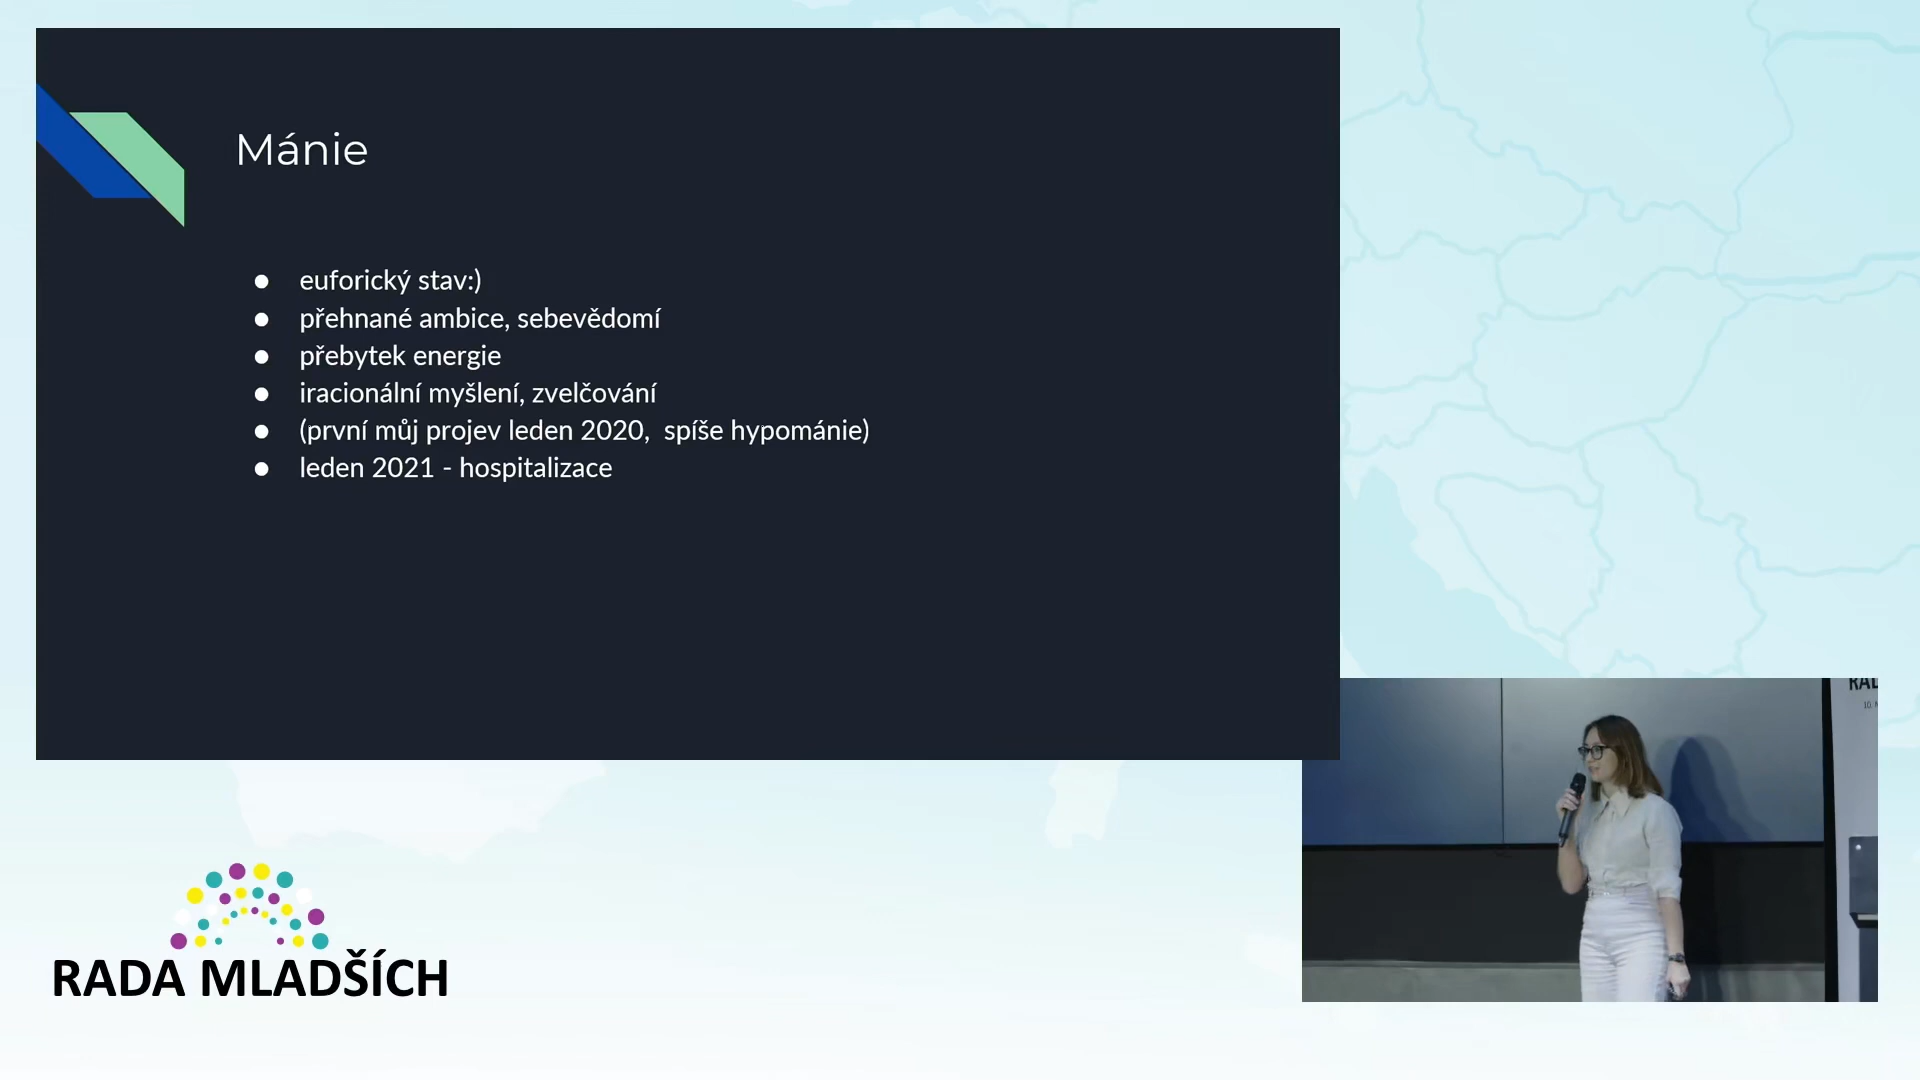 Mánie
● euforický stav:)
● přehnané ambice, sebevědomí
● přebytek energie
● iracionální myšlení, zvelčování
● (první můj projev leden 2020,  spíše hypománie)
● leden 2021 - hospitalizace
RADA MLADŠÍCH